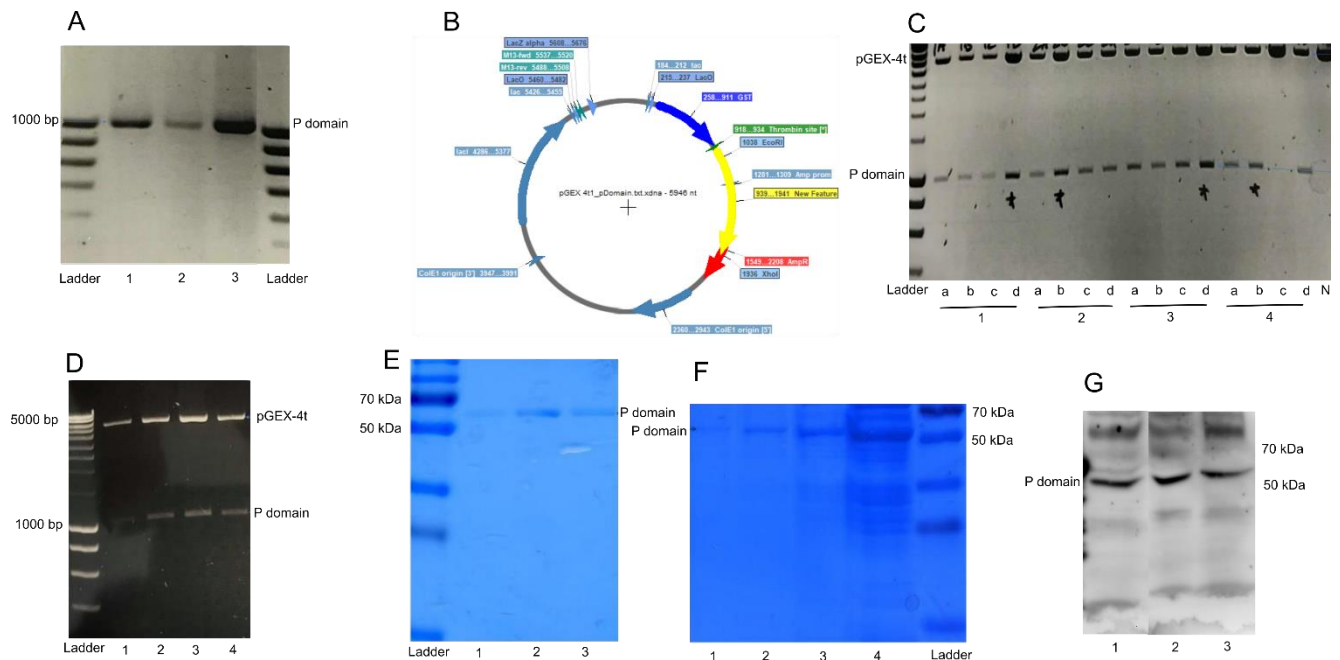 A
1000 bp
P domain
Ladder 1 2 3 Ladder
B
LacZ alpha 5608...5676
M13-fwd 5537...5520
M13-rev 5488...5508
LacO 5460...5482
lac 5426...5455
lacI 4286...5377
ColE1 origin [3'] 3947...3991
184...212 tac
215...237 LacO
258...911 GST
918...934 Thrombin site [*]
1038 EcoRI
1281...1309 Amp prom
939...1941 New Feature
1349...2208 AmpR
1936 XhoI
2360...2943 ColE1 origin [5']
pGEX 4t1_pDomain.txt.xdna - 5946 nt
C
pGEX-4t
P domain
Ladder a b c d a b c d a b c d a b c d N
1 2 3 4
D
5000 bp
pGEX-4t
P domain
1000 bp
Ladder 1 2 3 4
E
70 kDa
50 kDa
P domain
Ladder 1 2 3
F
P domain
70 kDa
50 kDa
1 2 3 4 Ladder
G
70 kDa
P domain
50 kDa
1 2 3